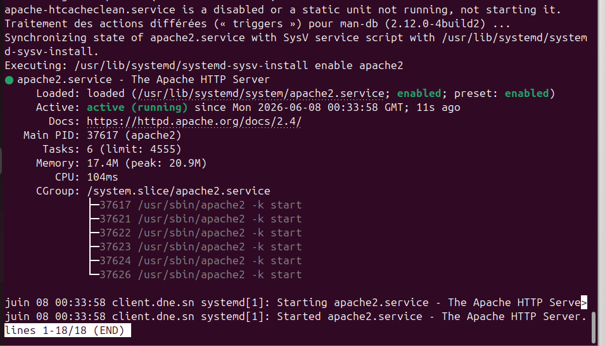 apache-htcacheclean.service is a disabled or a static unit not running, not starting it.
Traitement des actions différées (« triggers ») pour man-db (2.12.0-4build2) ...
Synchronizing state of apache2.service with SysV service script with /usr/lib/systemd/system
d-sysv-install.
Executing: /usr/lib/systemd/systemd-sysv-install enable apache2
● apache2.service - The Apache HTTP Server
Loaded: loaded (/usr/lib/systemd/system/apache2.service; enabled; preset: enabled)
Active: active (running) since Mon 2026-06-08 00:33:58 GMT; 11s ago
Docs: https://httpd.apache.org/docs/2.4/
Main PID: 37617 (apache2)
Tasks: 6 (limit: 4555)
Memory: 17.4M (peak: 20.9M)
CPU: 104ms
CGroup: /system.slice/apache2.service
├─37617 /usr/sbin/apache2 -k start
├─37621 /usr/sbin/apache2 -k start
├─37622 /usr/sbin/apache2 -k start
├─37623 /usr/sbin/apache2 -k start
├─37624 /usr/sbin/apache2 -k start
└─37626 /usr/sbin/apache2 -k start
juin 08 00:33:58 client.dne.sn systemd[1]: Starting apache2.service - The Apache HTTP Serve>
juin 08 00:33:58 client.dne.sn systemd[1]: Started apache2.service - The Apache HTTP Server.
lines 1-18/18 (END)